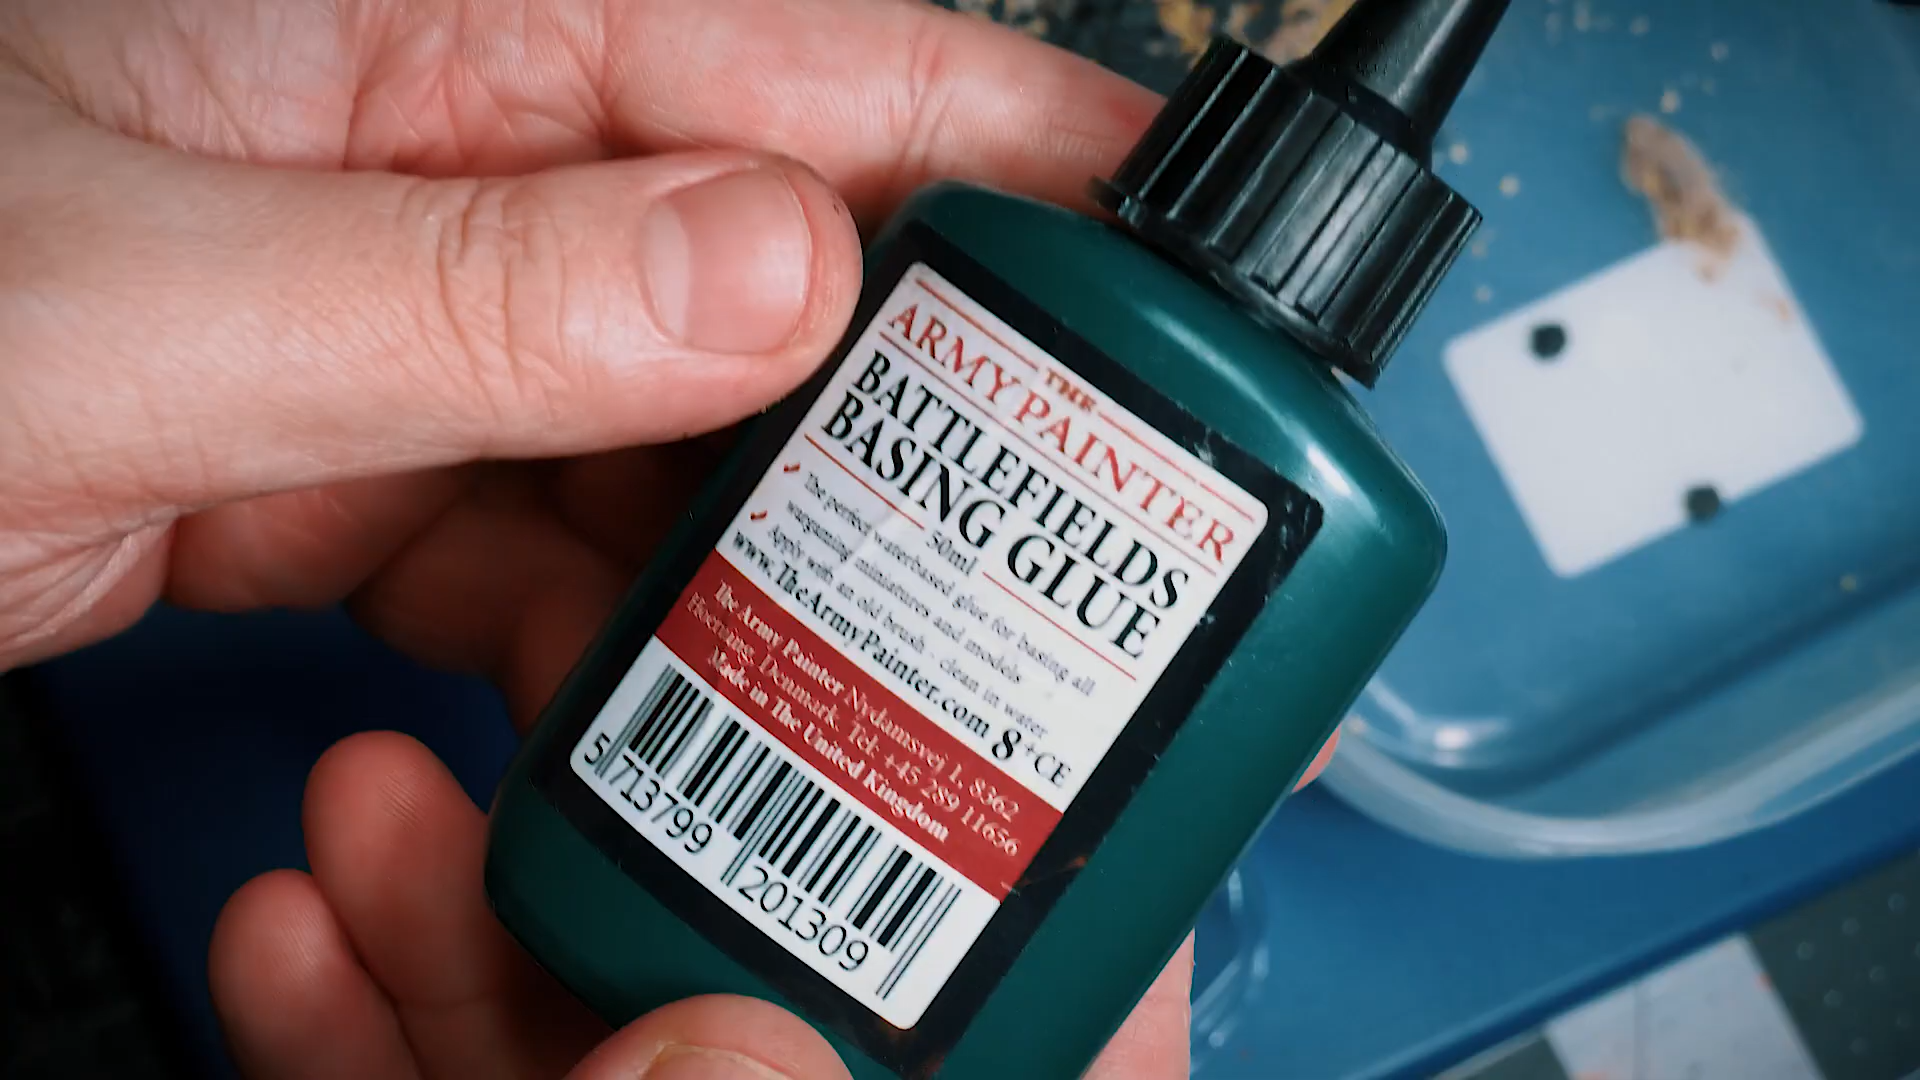 THE
ARMY PAINTER
BATTLEFIELDS
BASING GLUE
50ml
The perfect waterbased glue for basing all
wargaming miniatures and models
Apply with an old brush - clean in water
www.TheArmyPainter.com 8+ CE
The Army Painter Nydamsvej 1, 8362
Hoerning, Denmark. Tel: +45 289 11656
Made in The United Kingdom
5 713799 201309